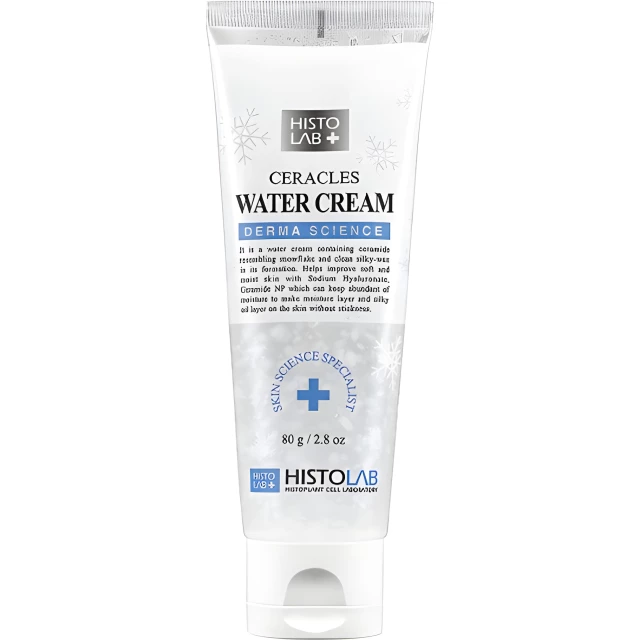 HISTO
LAB +
CERACLES
WATER CREAM
DERMA SCIENCE
It is a water cream containing ceramide
resembling snowflake and clean silky-wax
in its formation. Helps improve soft and
moist skin with Sodium Hyaluronate,
Ceramide NP which can keep abundant of
moisture to make moisture layer and silky
oil layer on the skin without stickness.
SKIN SCIENCE SPECIALIST
80 g / 2.8 oz
HISTO
LAB +
HISTOLAB
HISTOPLANT CELL LABORATORY